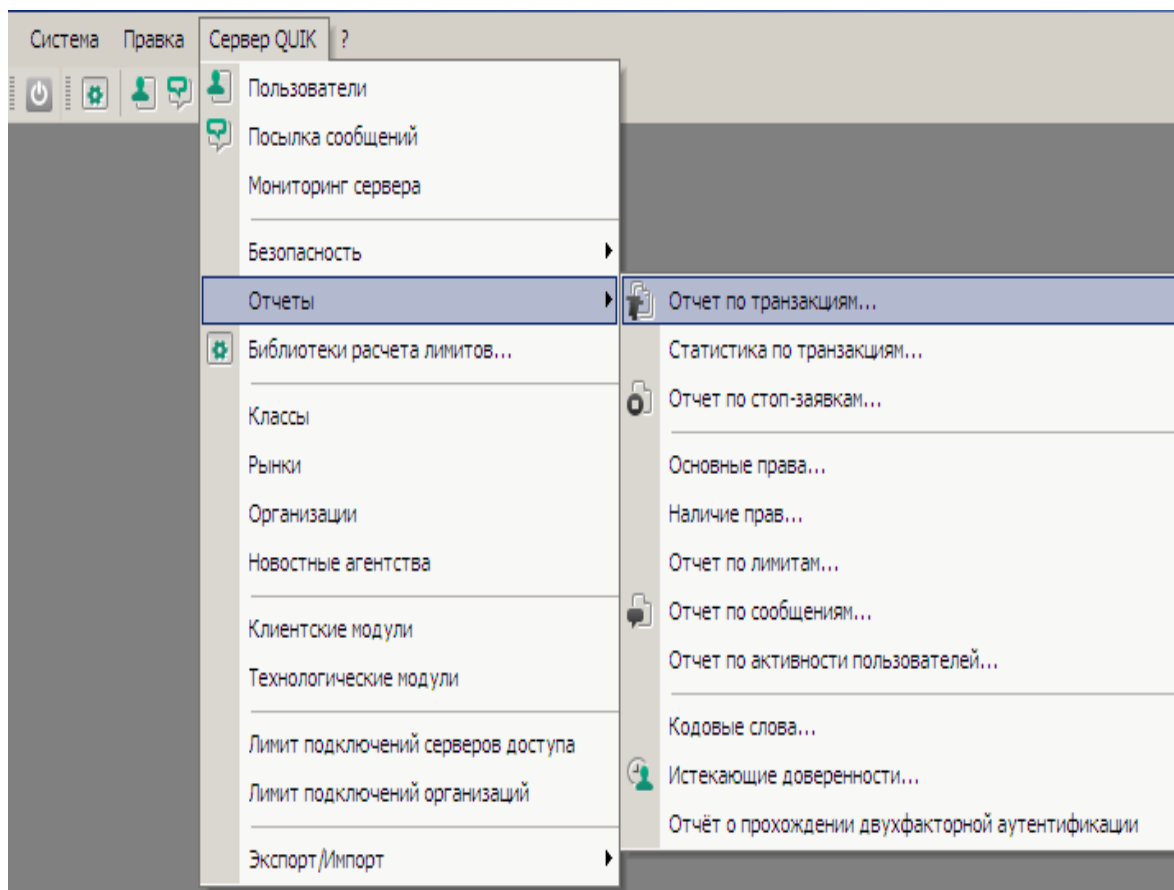 Система Правка Сервер QUIK ?
Пользователи
Посылка сообщений
Мониторинг сервера
Безопасность
Отчеты
Библиотеки расчета лимитов...
Классы
Рынки
Организации
Новостные агентства
Клиентские модули
Технологические модули
Лимит подключений серверов доступа
Лимит подключений организаций
Экспорт/Импорт
Отчет по транзакциям...
Статистика по транзакциям...
Отчет по стоп-заявкам...
Основные права...
Наличие прав...
Отчет по лимитам...
Отчет по сообщениям...
Отчет по активности пользователей...
Кодовые слова...
Истекающие доверенности...
Отчёт о прохождении двухфакторной аутентификации